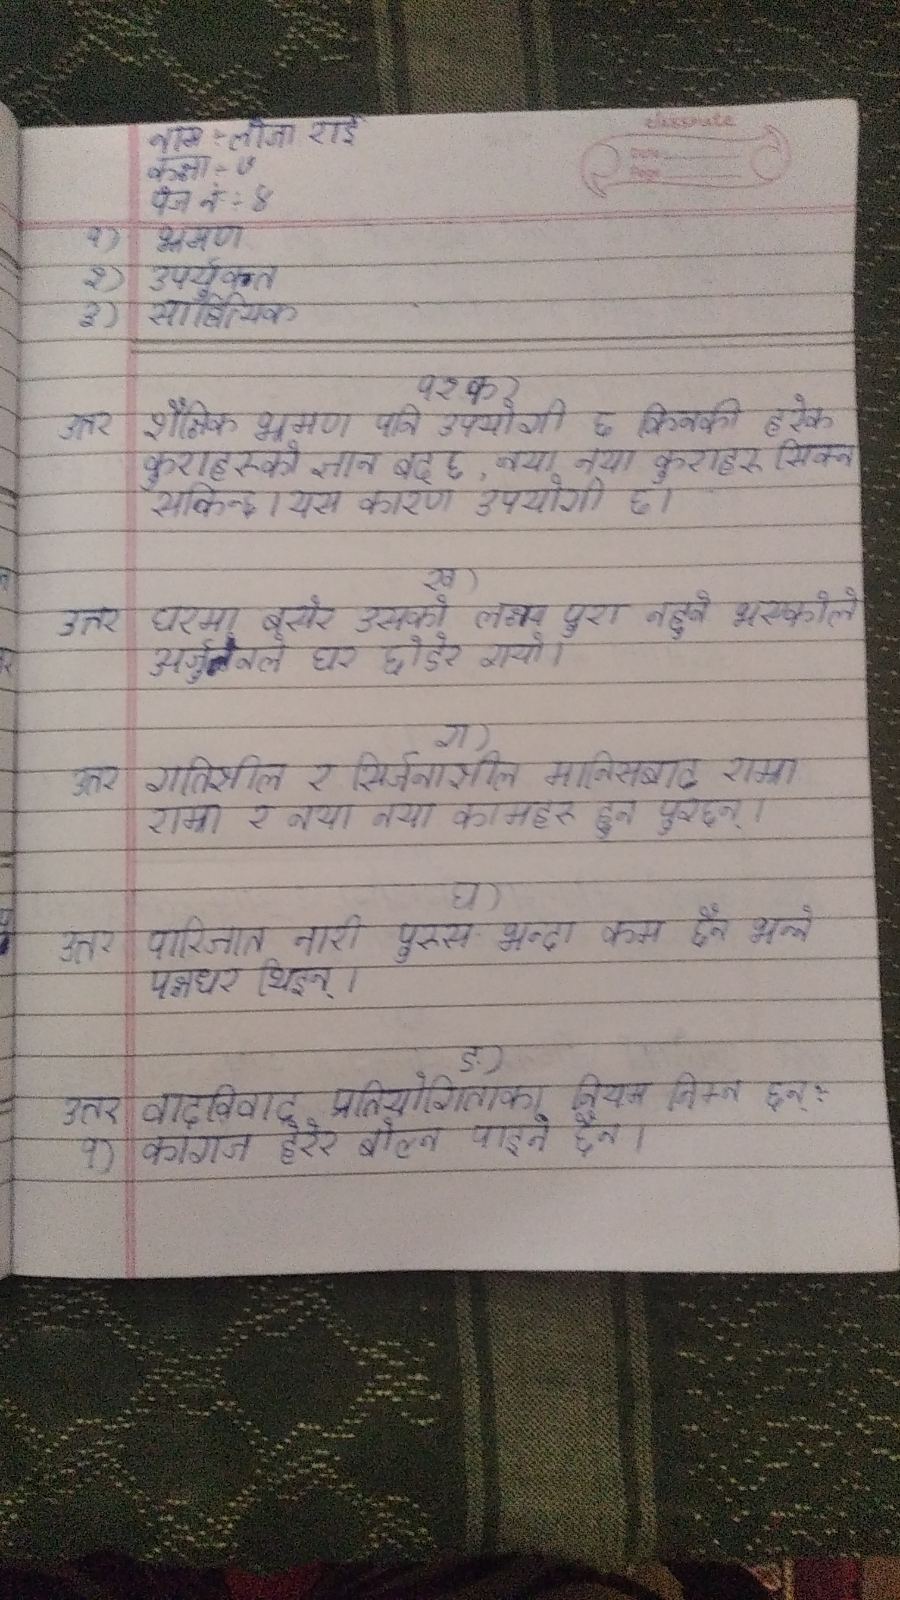 classmate
Date
Page
नाम :- लीजा राई
कक्षा :- ७
पेज नं :- ४
१) भ्रमण
२) उपर्युक्त
३) साहित्यिक
१२ क)
उत्तर शैक्षिक भ्रमण पनि उपयोगी छ किनकी हरेक
कुराहरुको ज्ञान बढ्छ, नया नया कुराहरु सिक्न
सकिन्छ । यस कारण उपयोगी छ।
ख)
उत्तर घरमा बसेर उसको लक्ष्य पुरा नहुने भएकोले
अर्जुनले घर छोडेर गयो।
ग)
उत्तर गतिशील र सिर्जनाशील मानिसबाट राम्रा
राम्रा र नया नया कामहरु हुन पुग्छन्।
घ)
उत्तर पारिजात नारी पुरुस भन्दा कम छैन भन्ने
पक्षधर थिइन्।
ङ)
उत्तर वादविवाद प्रतियोगिताका नियम निम्न छन् :-
१) कागज हेरेर बोल्न पाइने छैन।